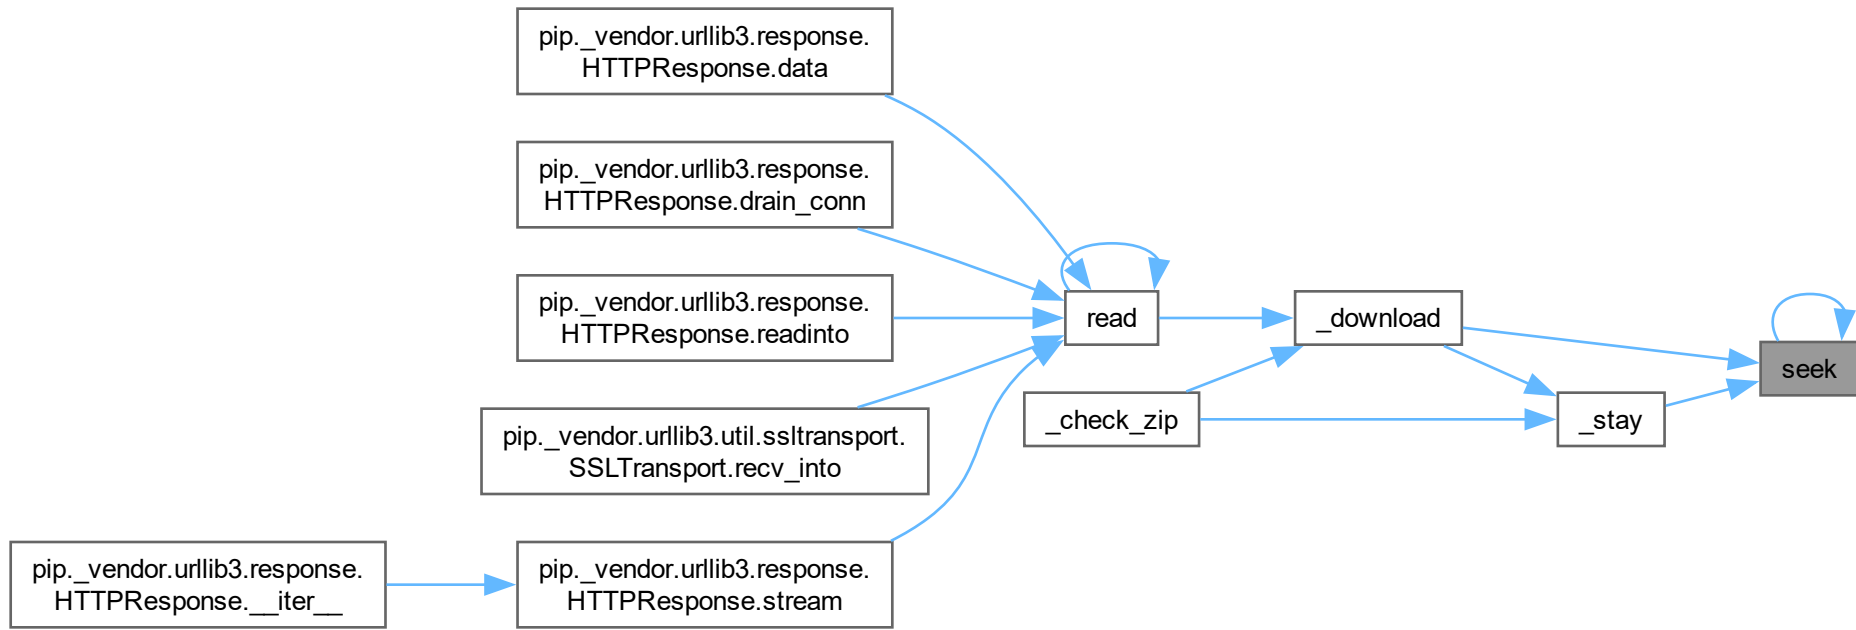 pip._vendor.urllib3.response.
HTTPResponse.data
pip._vendor.urllib3.response.
HTTPResponse.drain_conn
pip._vendor.urllib3.response.
HTTPResponse.readinto
read
_download
seek
_check_zip
_stay
pip._vendor.urllib3.util.ssltransport.
SSLTransport.recv_into
pip._vendor.urllib3.response.
HTTPResponse.__iter__
pip._vendor.urllib3.response.
HTTPResponse.stream